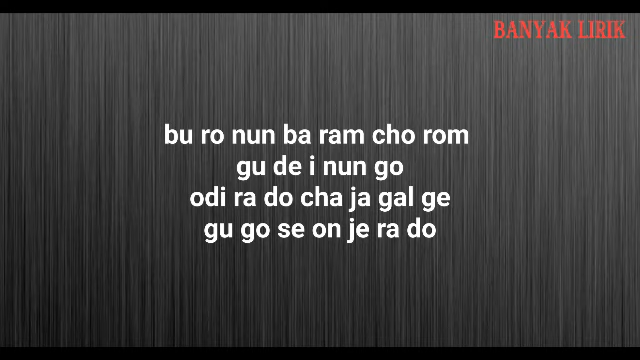 BANYAK LIRIK
bu ro nun ba ram cho rom
gu de i nun go
odi ra do cha ja gal ge
gu go se on je ra do